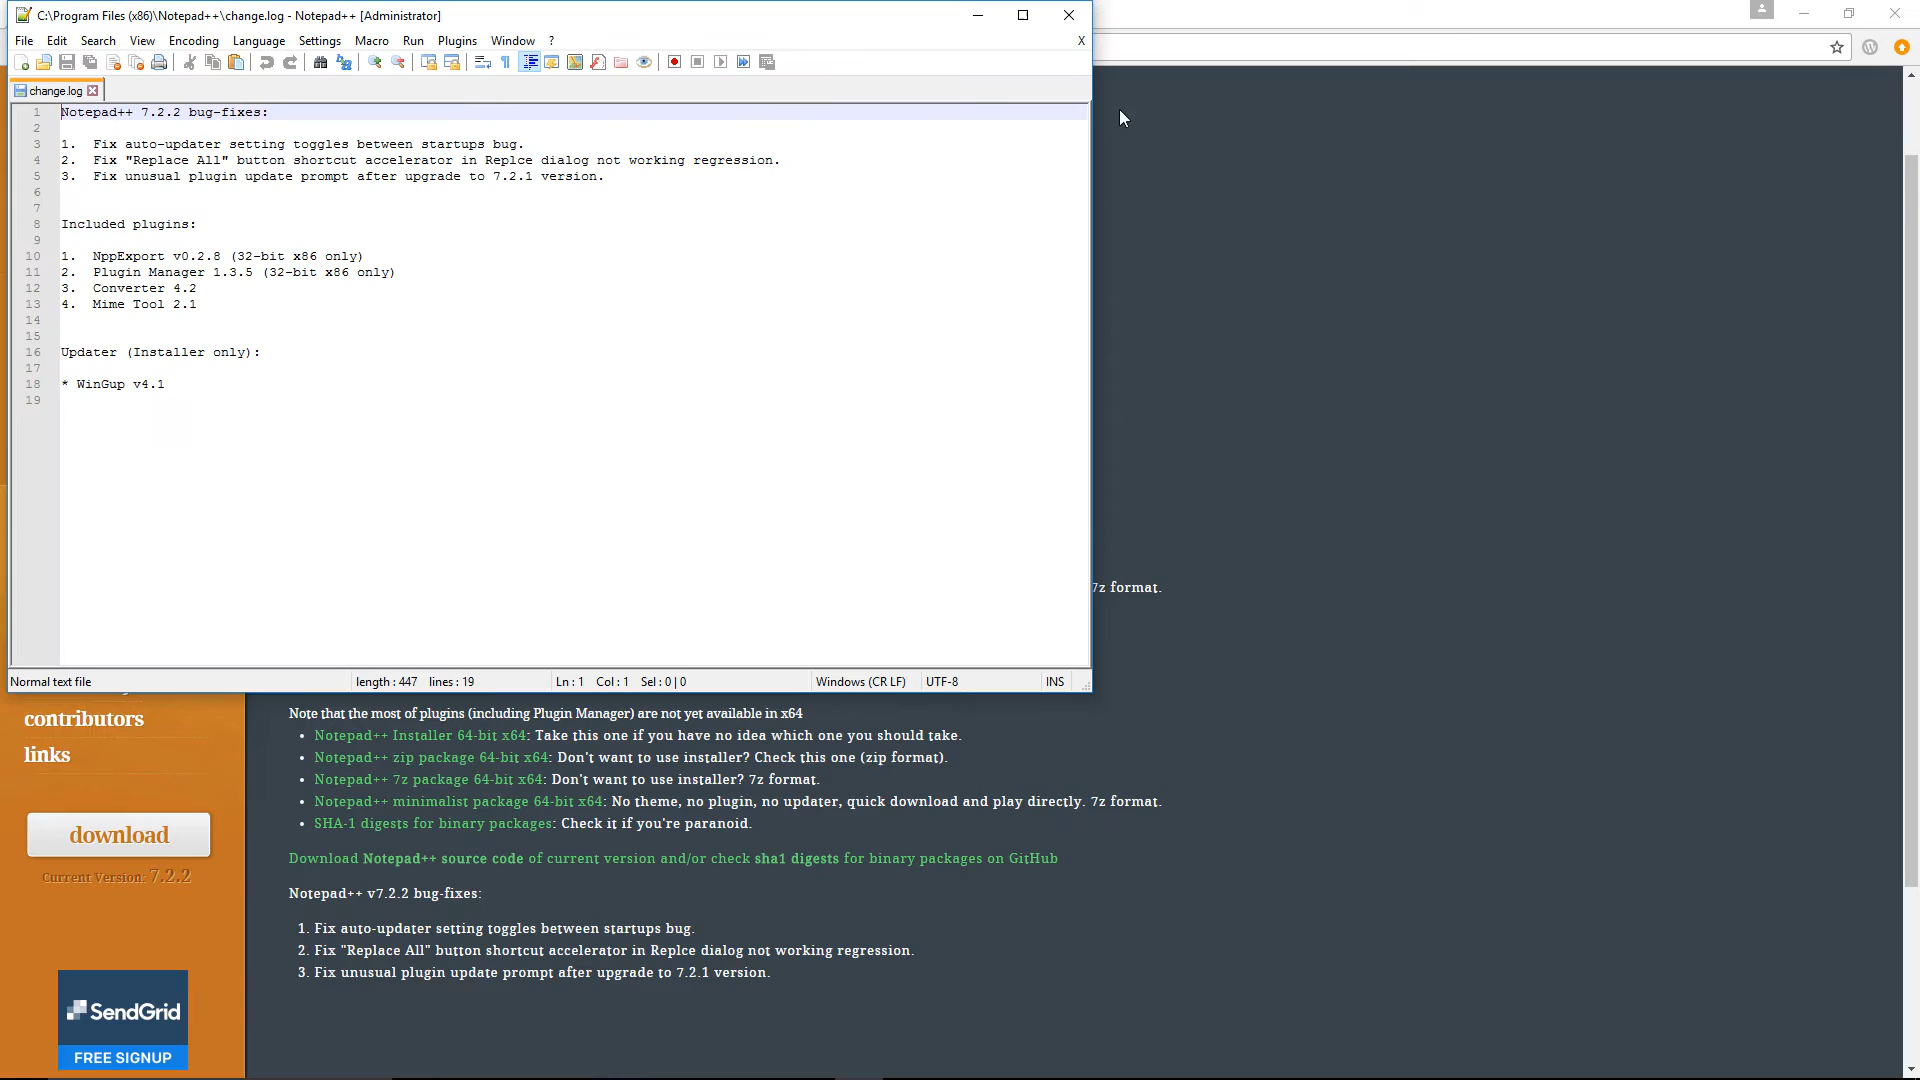 C:\Program Files (x86)\Notepad++\change.log - Notepad++ [Administrator]
File Edit Search View Encoding Language Settings Macro Run Plugins Window ? X
change.log
1 Notepad++ 7.2.2 bug-fixes:
2
3 1. Fix auto-updater setting toggles between startups bug.
4 2. Fix "Replace All" button shortcut accelerator in Replce dialog not working regression.
5 3. Fix unusual plugin update prompt after upgrade to 7.2.1 version.
6
7
8 Included plugins:
9
10 1. NppExport v0.2.8 (32-bit x86 only)
11 2. Plugin Manager 1.3.5 (32-bit x86 only)
12 3. Converter 4.2
13 4. Mime Tool 2.1
14
15
16 Updater (Installer only):
17
18 * WinGup v4.1
19
Normal text file length : 447 lines : 19 Ln : 1 Col : 1 Sel : 0 | 0 Windows (CR LF) UTF-8 INS
7z format.
contributors
links
download
Current Version: 7.2.2
SendGrid
FREE SIGNUP
Note that the most of plugins (including Plugin Manager) are not yet available in x64
• Notepad++ Installer 64-bit x64: Take this one if you have no idea which one you should take.
• Notepad++ zip package 64-bit x64: Don't want to use installer? Check this one (zip format).
• Notepad++ 7z package 64-bit x64: Don't want to use installer? 7z format.
• Notepad++ minimalist package 64-bit x64: No theme, no plugin, no updater, quick download and play directly. 7z format.
• SHA-1 digests for binary packages: Check it if you're paranoid.
Download Notepad++ source code of current version and/or check sha1 digests for binary packages on GitHub
Notepad++ v7.2.2 bug-fixes:
1. Fix auto-updater setting toggles between startups bug.
2. Fix "Replace All" button shortcut accelerator in Replce dialog not working regression.
3. Fix unusual plugin update prompt after upgrade to 7.2.1 version.